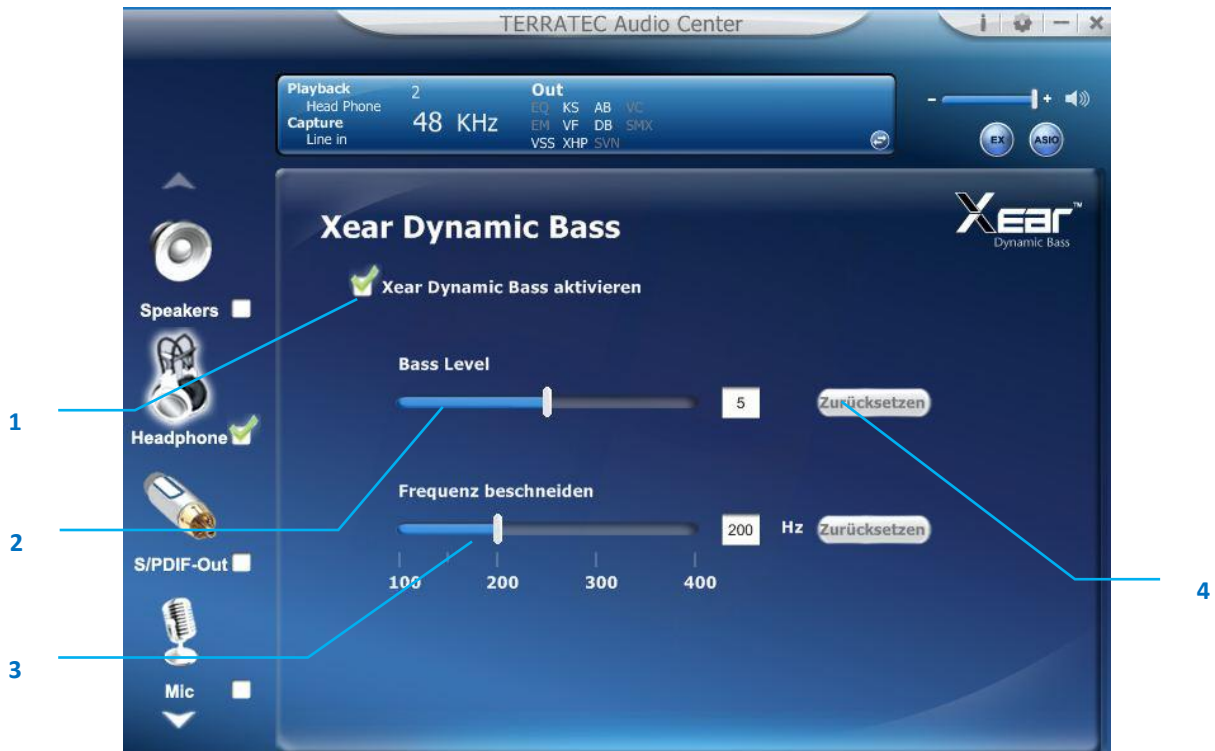 TERRATEC Audio Center
i
Playback 2 Out
Head Phone EQ KS AB VC
Capture 48 KHz EM VF DB SMX
Line in VSS XHP SVN
- +
EX ASIO
Xear Dynamic Bass
Xear™
Dynamic Bass
Xear Dynamic Bass aktivieren
Speakers
Bass Level
1
5 Zurücksetzen
Headphone
Frequenz beschneiden
2
200 Hz Zurücksetzen
S/PDIF-Out
100 200 300 400
4
3
Mic